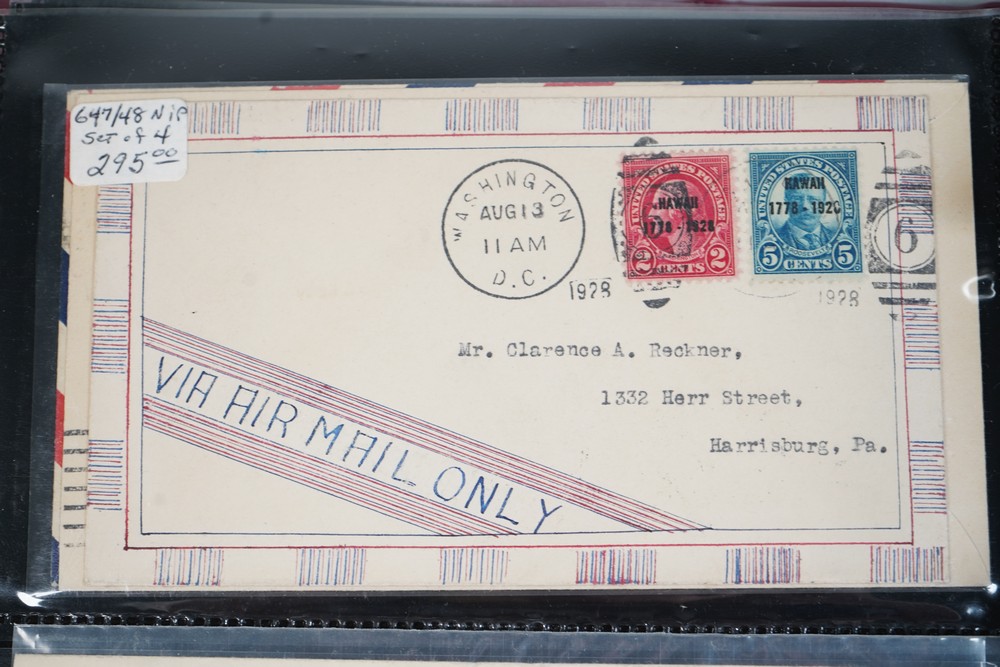 647/48 NiP
Set of 4
295.00
WASHINGTON
AUG 13
11 AM
D.C.
1928
UNITED STATES POSTAGE
HAWAII
1778 - 1928
2 CENTS 2
UNITED STATES POSTAGE
HAWAII
1778 - 1928
5 CENTS 5
6
1928
Mr. Clarence A. Reckner,
1332 Herr Street,
Harrisburg, Pa.
VIA AIR MAIL ONLY